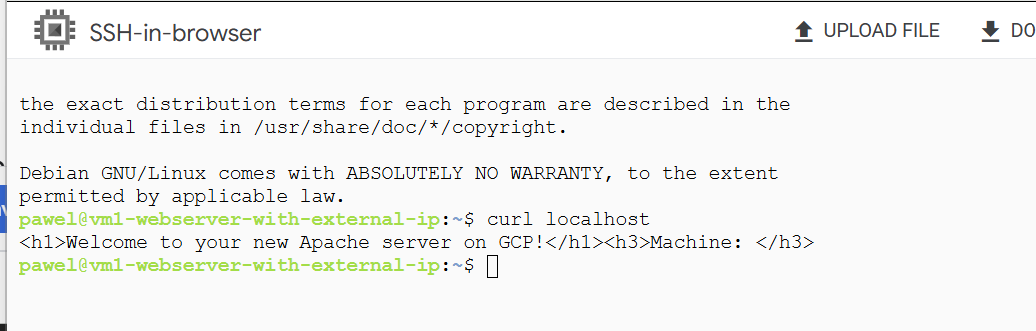 SSH-in-browser
UPLOAD FILE
DO
the exact distribution terms for each program are described in the
individual files in /usr/share/doc/*/copyright.
Debian GNU/Linux comes with ABSOLUTELY NO WARRANTY, to the extent
permitted by applicable law.
pawel@vm1-webserver-with-external-ip:~$ curl localhost
<h1>Welcome to your new Apache server on GCP!</h1><h3>Machine: </h3>
pawel@vm1-webserver-with-external-ip:~$